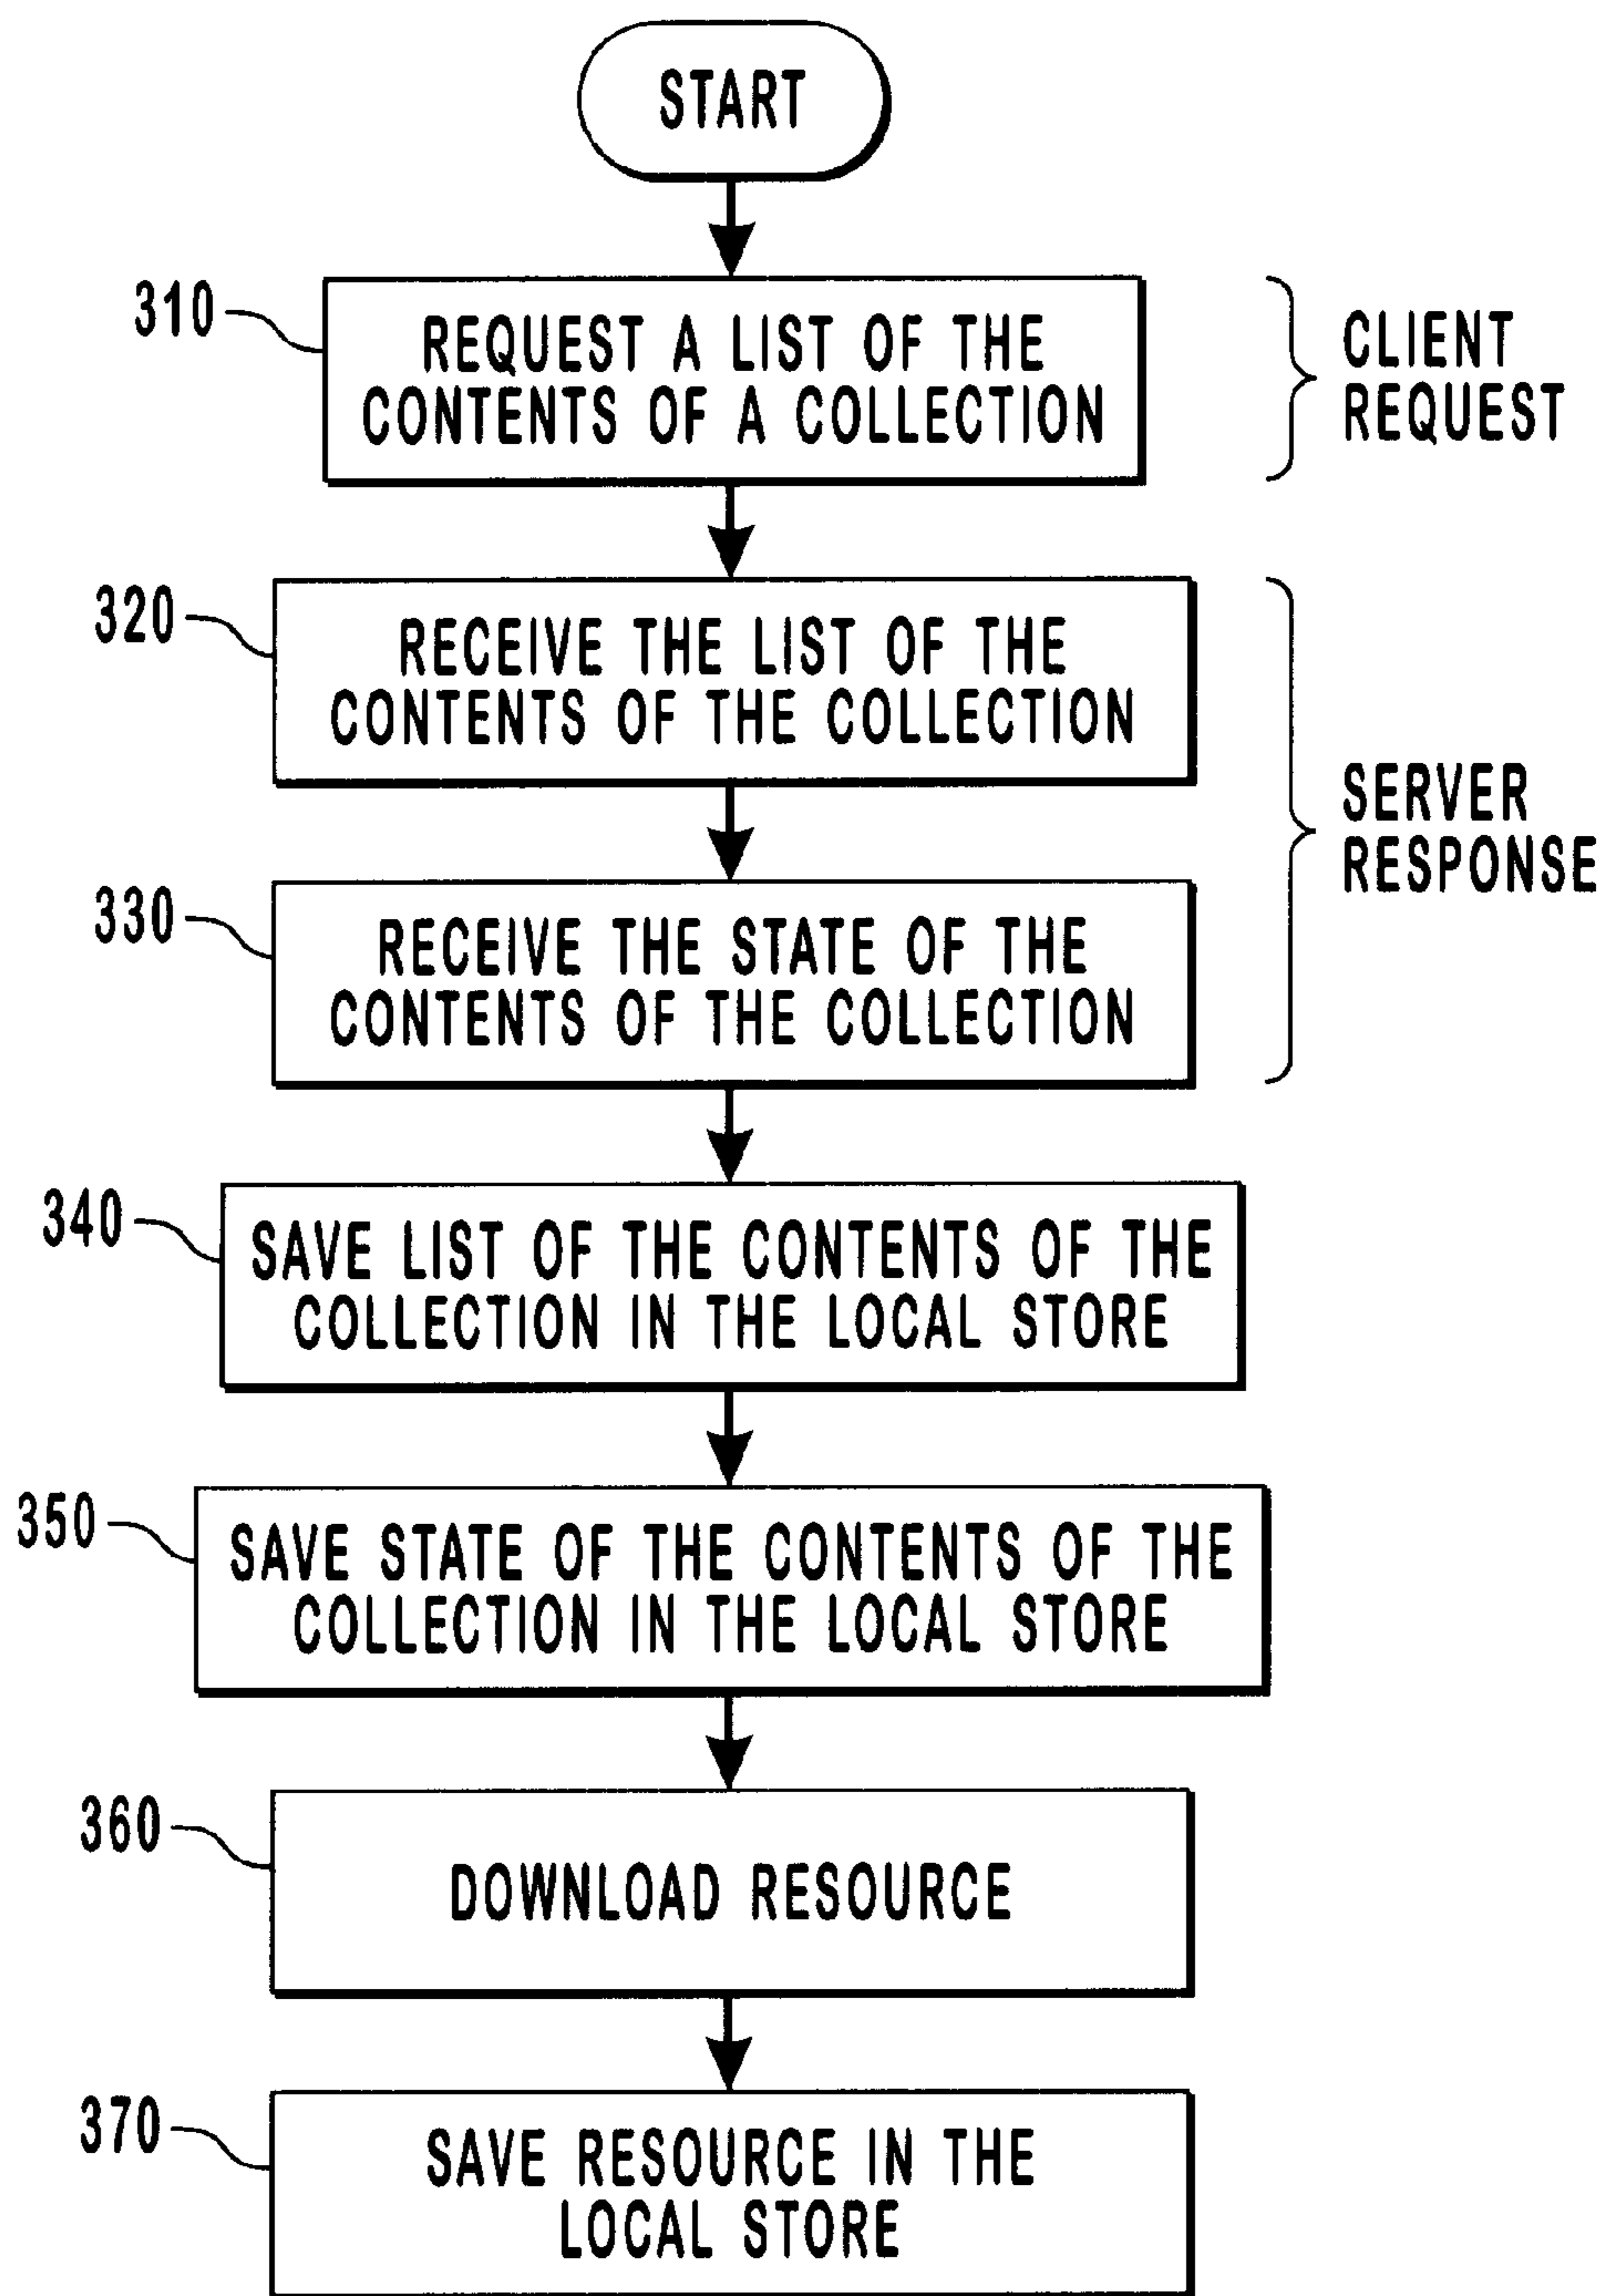 START
310
REQUEST A LIST OF THE
CONTENTS OF A COLLECTION
CLIENT
REQUEST
320
RECEIVE THE LIST OF THE
CONTENTS OF THE COLLECTION
SERVER
RESPONSE
330
RECEIVE THE STATE OF THE
CONTENTS OF THE COLLECTION
340
SAVE LIST OF THE CONTENTS OF THE
COLLECTION IN THE LOCAL STORE
350
SAVE STATE OF THE CONTENTS OF THE
COLLECTION IN THE LOCAL STORE
360
DOWNLOAD RESOURCE
370
SAVE RESOURCE IN THE
LOCAL STORE